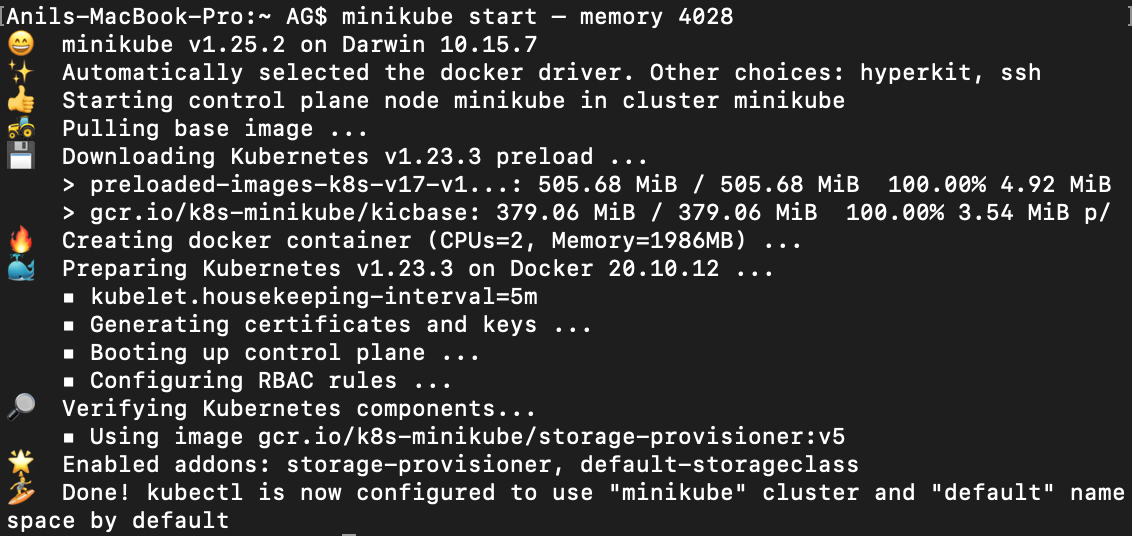 Anils-MacBook-Pro:~ AG$ minikube start — memory 4028
😄 minikube v1.25.2 on Darwin 10.15.7
✨ Automatically selected the docker driver. Other choices: hyperkit, ssh
👍 Starting control plane node minikube in cluster minikube
🚜 Pulling base image ...
💾 Downloading Kubernetes v1.23.3 preload ...
> preloaded-images-k8s-v17-v1...: 505.68 MiB / 505.68 MiB 100.00% 4.92 MiB
> gcr.io/k8s-minikube/kicbase: 379.06 MiB / 379.06 MiB 100.00% 3.54 MiB p/
🔥 Creating docker container (CPUs=2, Memory=1986MB) ...
🐳 Preparing Kubernetes v1.23.3 on Docker 20.10.12 ...
▪ kubelet.housekeeping-interval=5m
▪ Generating certificates and keys ...
▪ Booting up control plane ...
▪ Configuring RBAC rules ...
🔎 Verifying Kubernetes components...
▪ Using image gcr.io/k8s-minikube/storage-provisioner:v5
🌟 Enabled addons: storage-provisioner, default-storageclass
🏄 Done! kubectl is now configured to use "minikube" cluster and "default" name
space by default